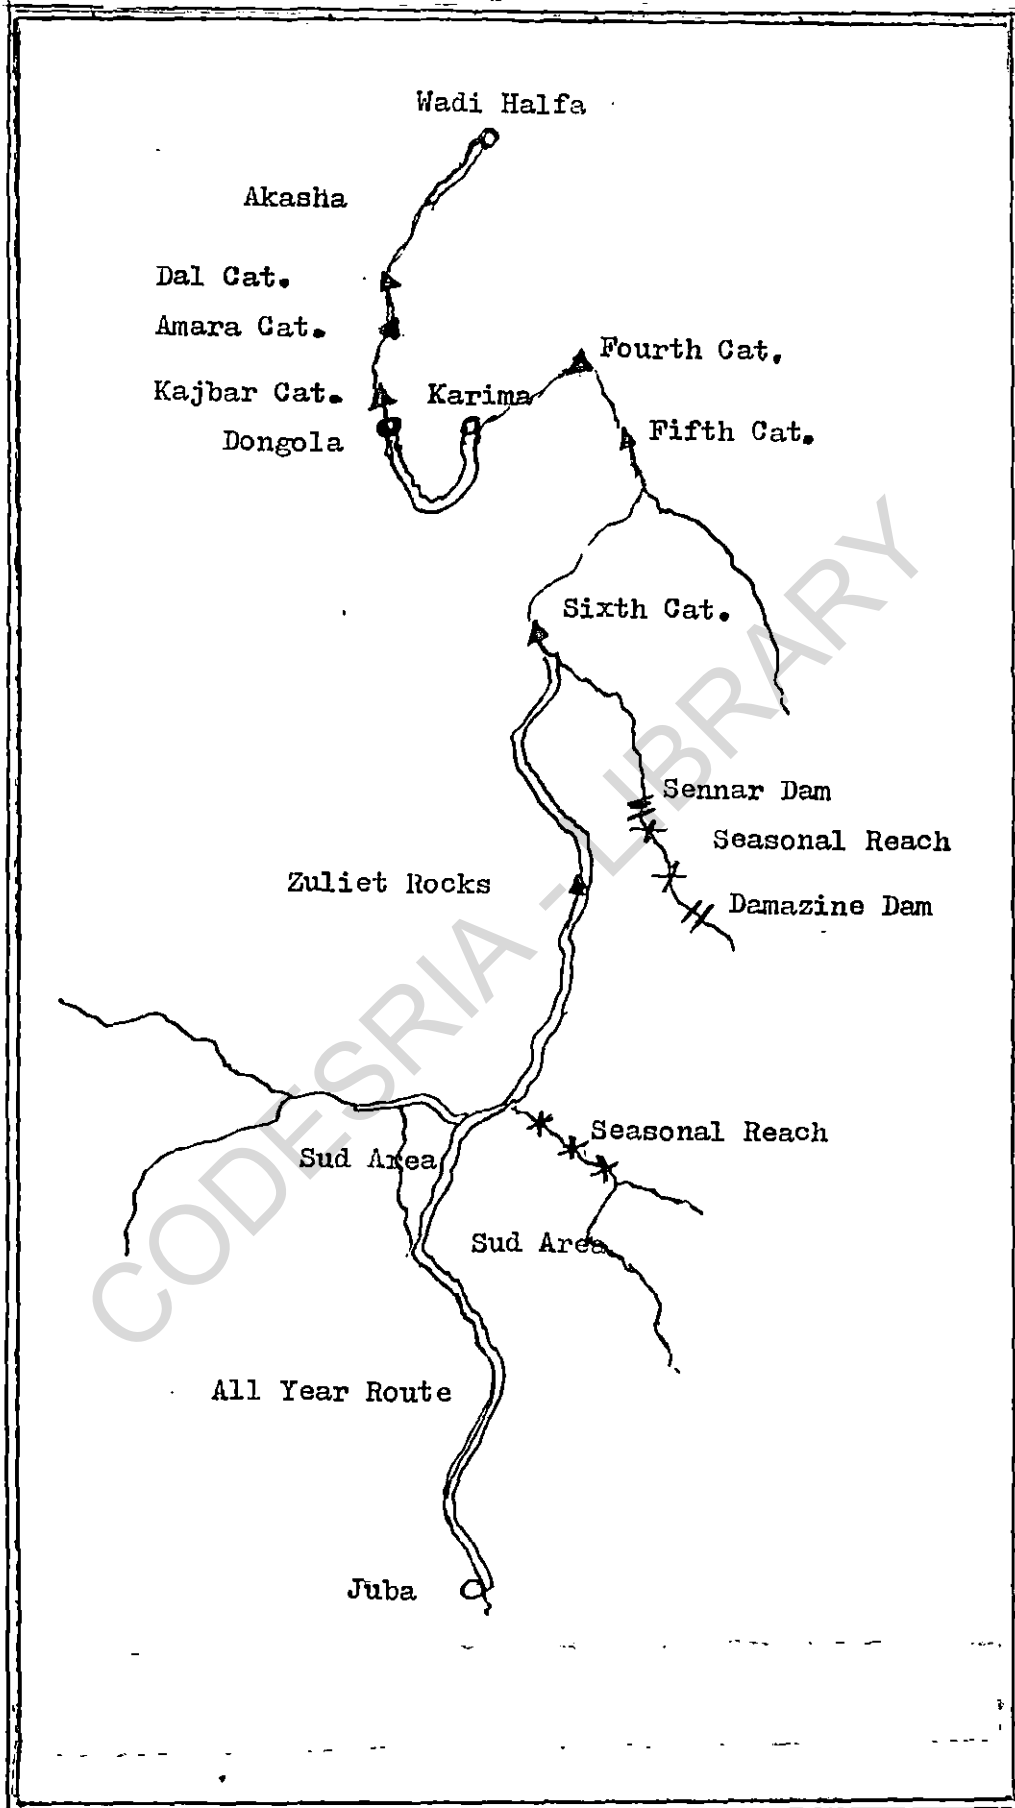 Wadi Halfa
Akasha
Dal Cat.
Amara Cat.
Fourth Cat.
Kajbar Cat.
Karima
Fifth Cat.
Dongola
Sixth Cat.
Sennar Dam
Seasonal Reach
Zuliet Rocks
Damazine Dam
Seasonal Reach
Sud Area
Sud Area
All Year Route
Juba
CODESRIA - LIBRARY